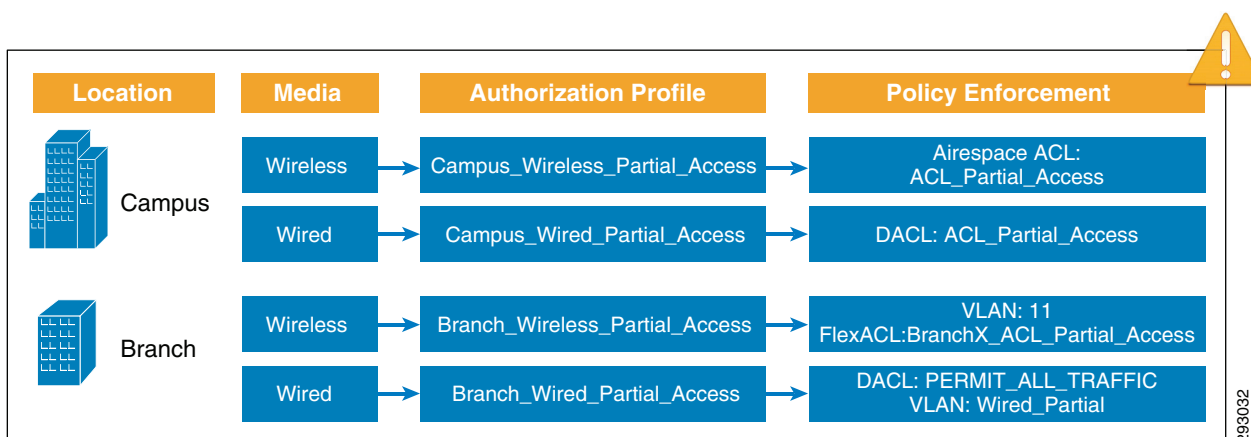 Location Media Authorization Profile Policy Enforcement
Campus
Wireless Campus_Wireless_Partial_Access Airespace ACL:
ACL_Partial_Access
Wired Campus_Wired_Partial_Access DACL: ACL_Partial_Access
Branch
Wireless Branch_Wireless_Partial_Access VLAN: 11
FlexACL:BranchX_ACL_Partial_Access
Wired Branch_Wired_Partial_Access DACL: PERMIT_ALL_TRAFFIC
VLAN: Wired_Partial
293032